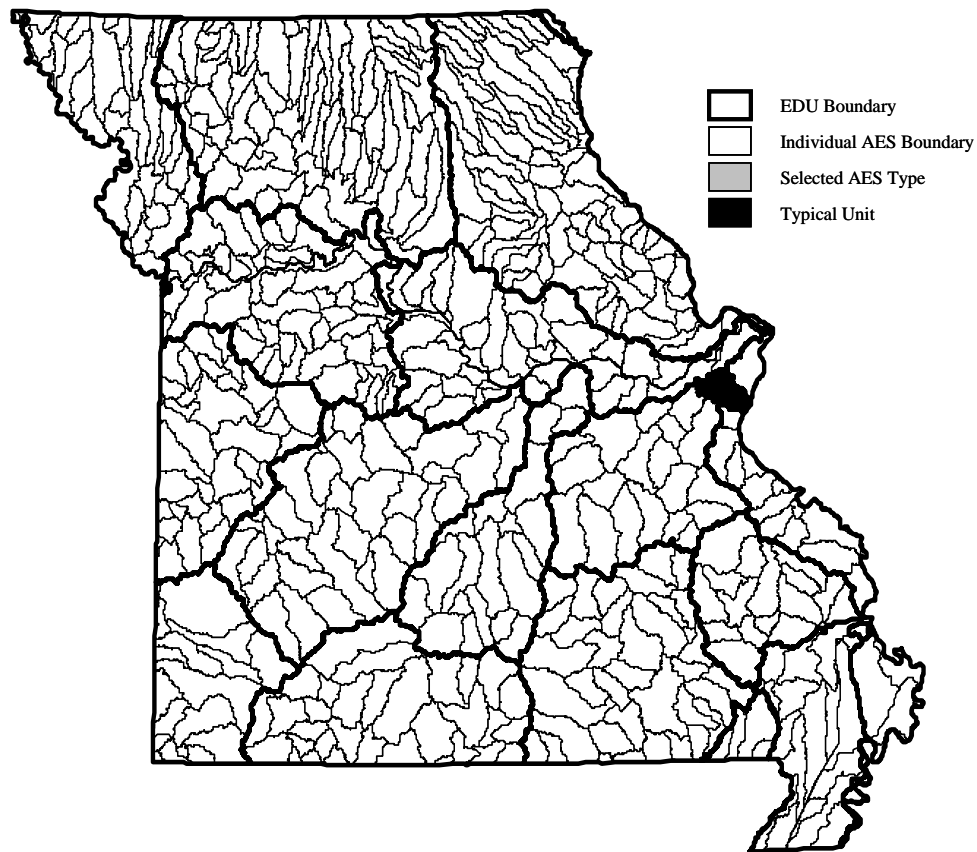 EDU Boundary
Individual AES Boundary
Selected AES Type
Typical Unit